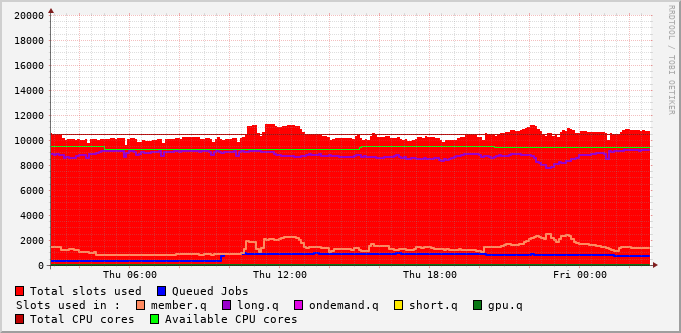 20000
18000
16000
14000
12000
10000
8000
6000
4000
2000
0
Thu 06:00 Thu 12:00 Thu 18:00 Fri 00:00
RRDTOOL / TOBI OETIKER
Total slots used Queued Jobs
Slots used in : member.q long.q ondemand.q short.q gpu.q
Total CPU cores Available CPU cores